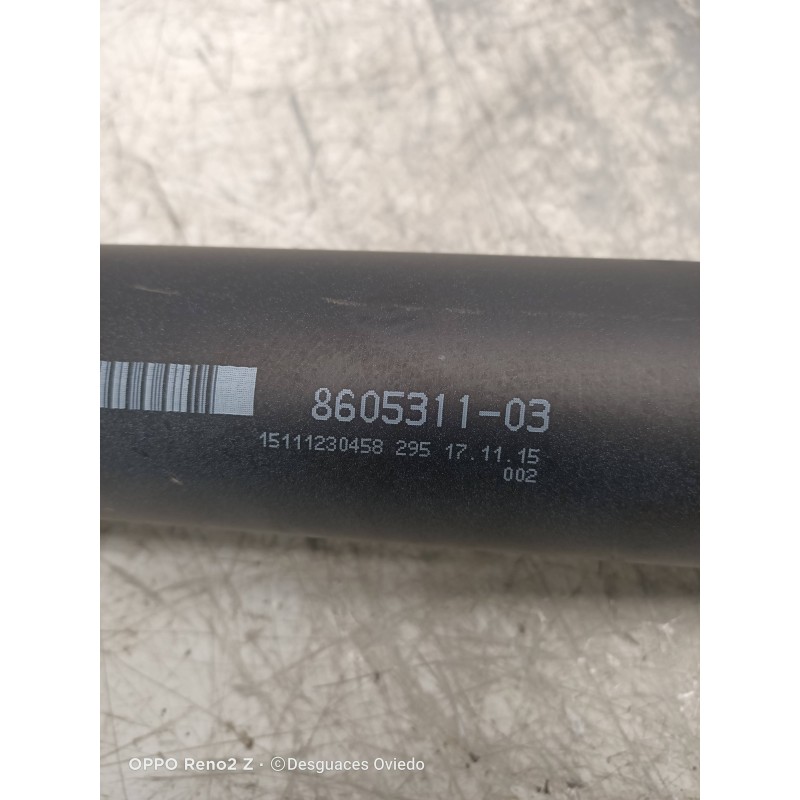 8605311-03
15111230458 295 17.11.15
002
OPPO Reno2 Z · ©Desguaces Oviedo